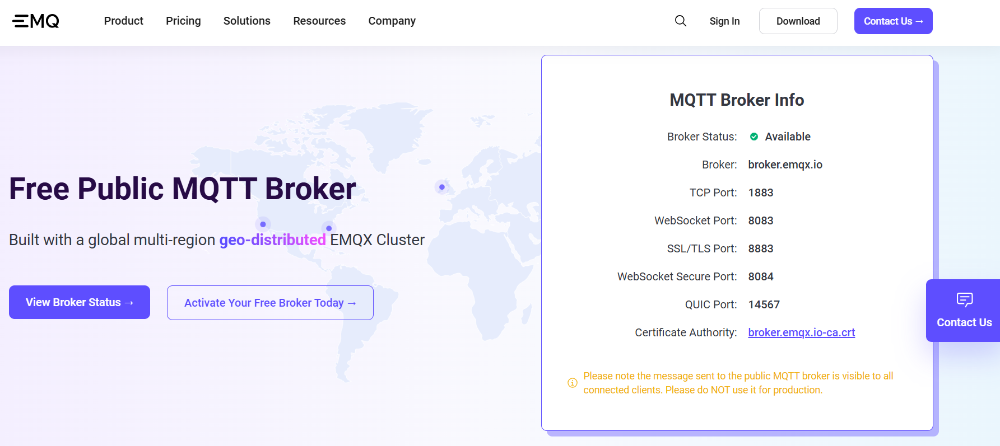 EMQ
Product Pricing Solutions Resources Company
Sign In Download Contact Us →
Free Public MQTT Broker
Built with a global multi-region geo-distributed EMQX Cluster
View Broker Status → Activate Your Free Broker Today →
MQTT Broker Info
Broker Status: Available
Broker: broker.emqx.io
TCP Port: 1883
WebSocket Port: 8083
SSL/TLS Port: 8883
WebSocket Secure Port: 8084
QUIC Port: 14567
Certificate Authority: broker.emqx.io-ca.crt
Please note the message sent to the public MQTT broker is visible to all
connected clients. Please do NOT use it for production.
Contact Us